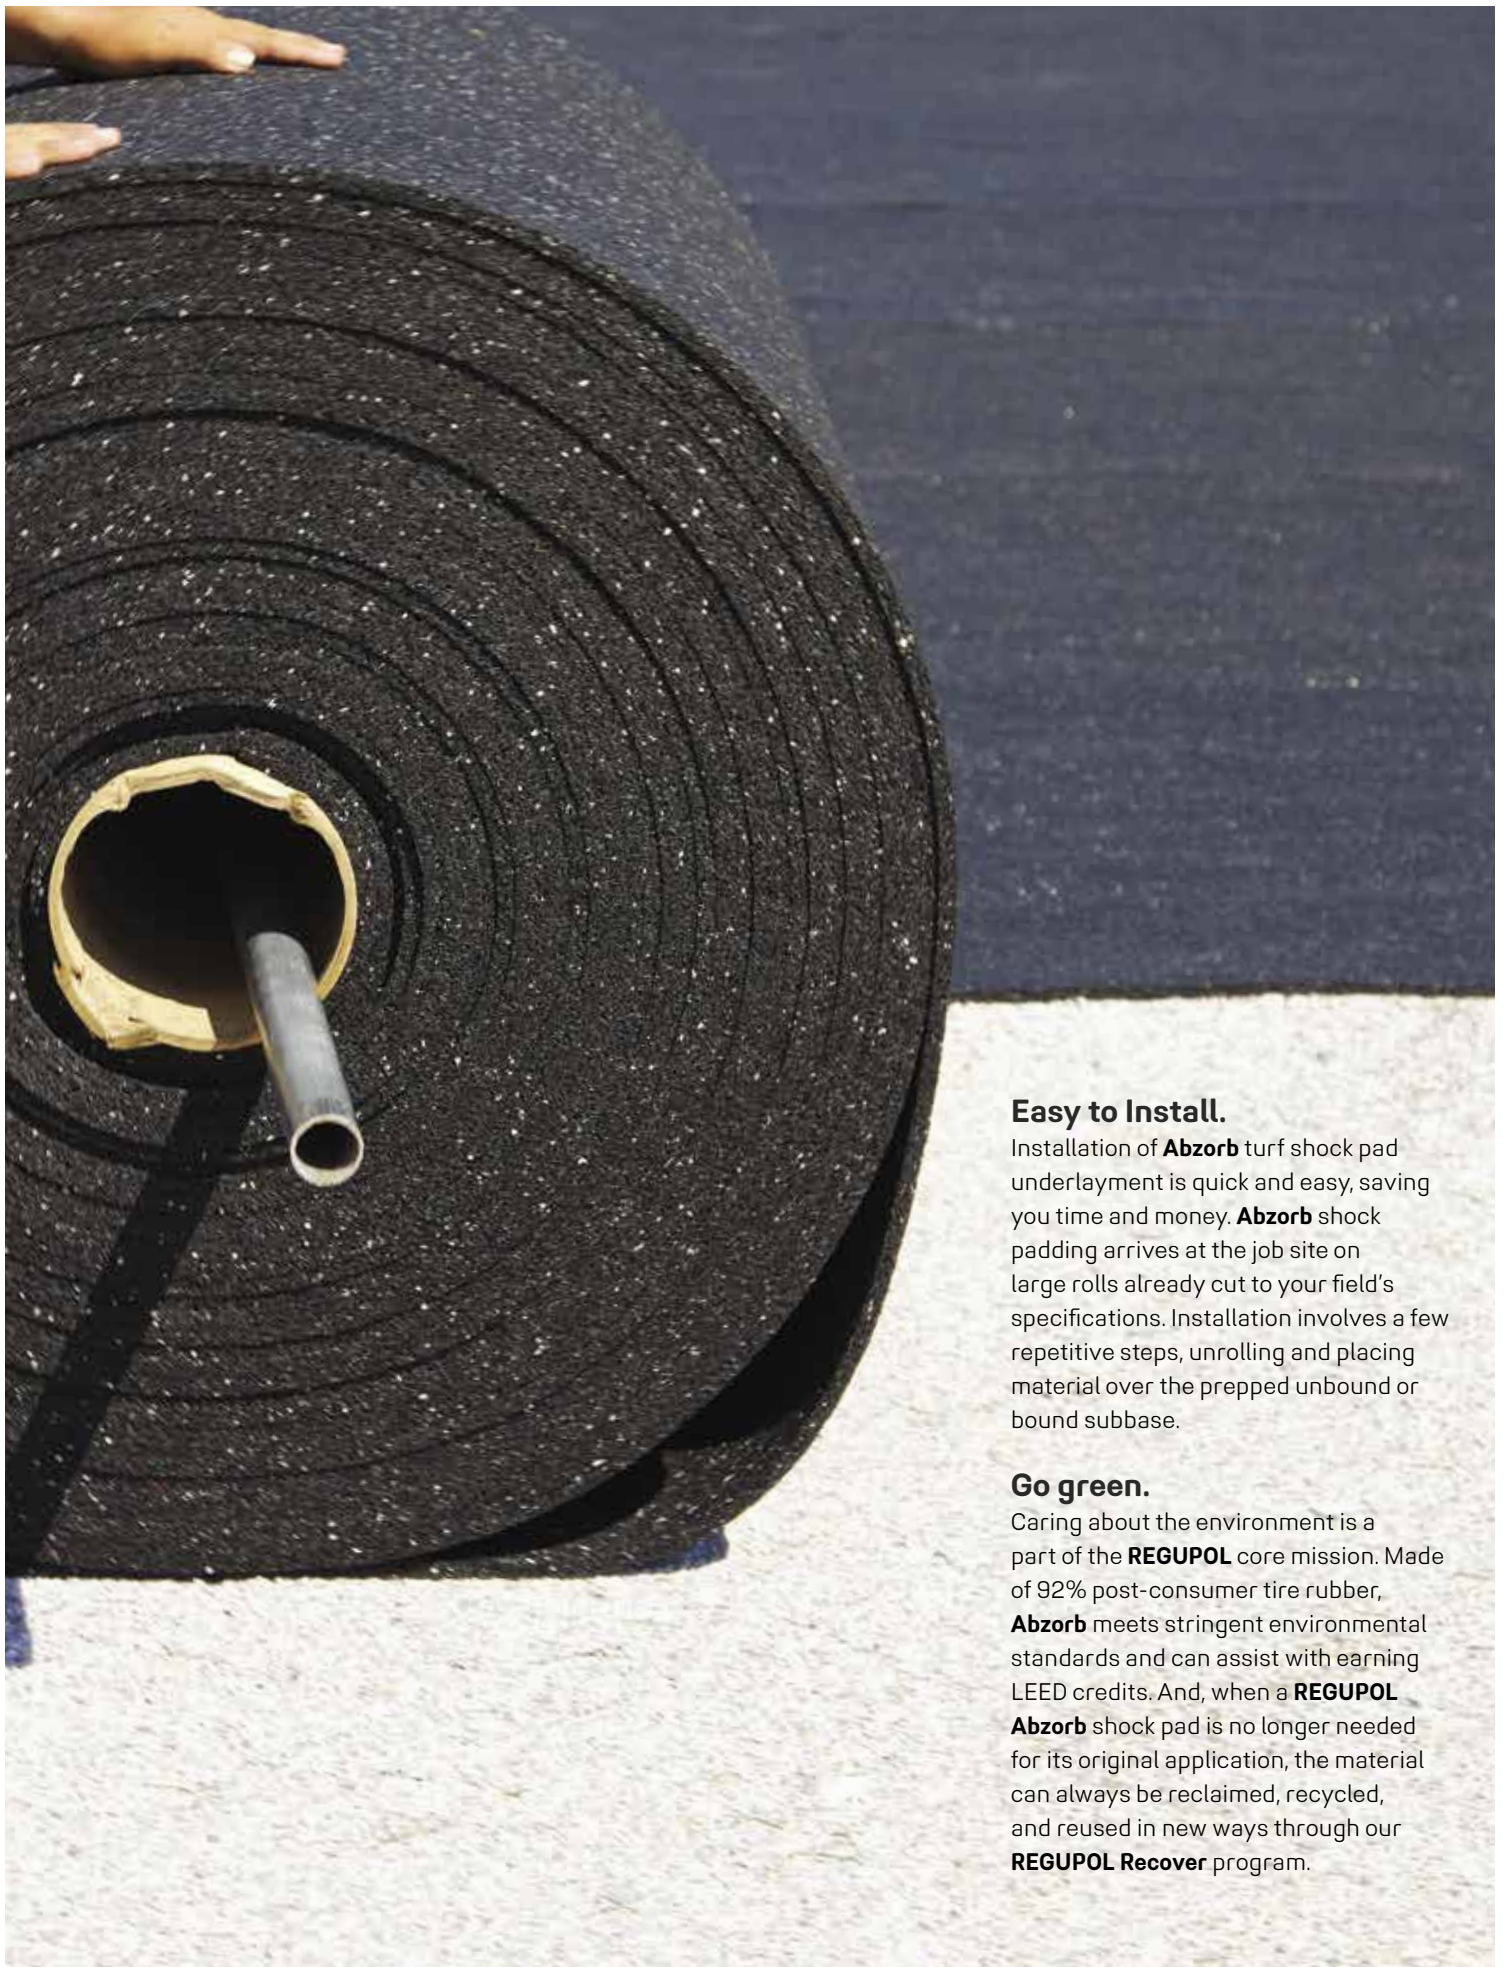 Easy to Install.
Installation of Abzorb turf shock pad
underlayment is quick and easy, saving
you time and money. Abzorb shock
padding arrives at the job site on
large rolls already cut to your field's
specifications. Installation involves a few
repetitive steps, unrolling and placing
material over the prepped unbound or
bound subbase.
Go green.
Caring about the environment is a
part of the REGUPOL core mission. Made
of 92% post-consumer tire rubber,
Abzorb meets stringent environmental
standards and can assist with earning
LEED credits. And, when a REGUPOL
Abzorb shock pad is no longer needed
for its original application, the material
can always be reclaimed, recycled,
and reused in new ways through our
REGUPOL Recover program.